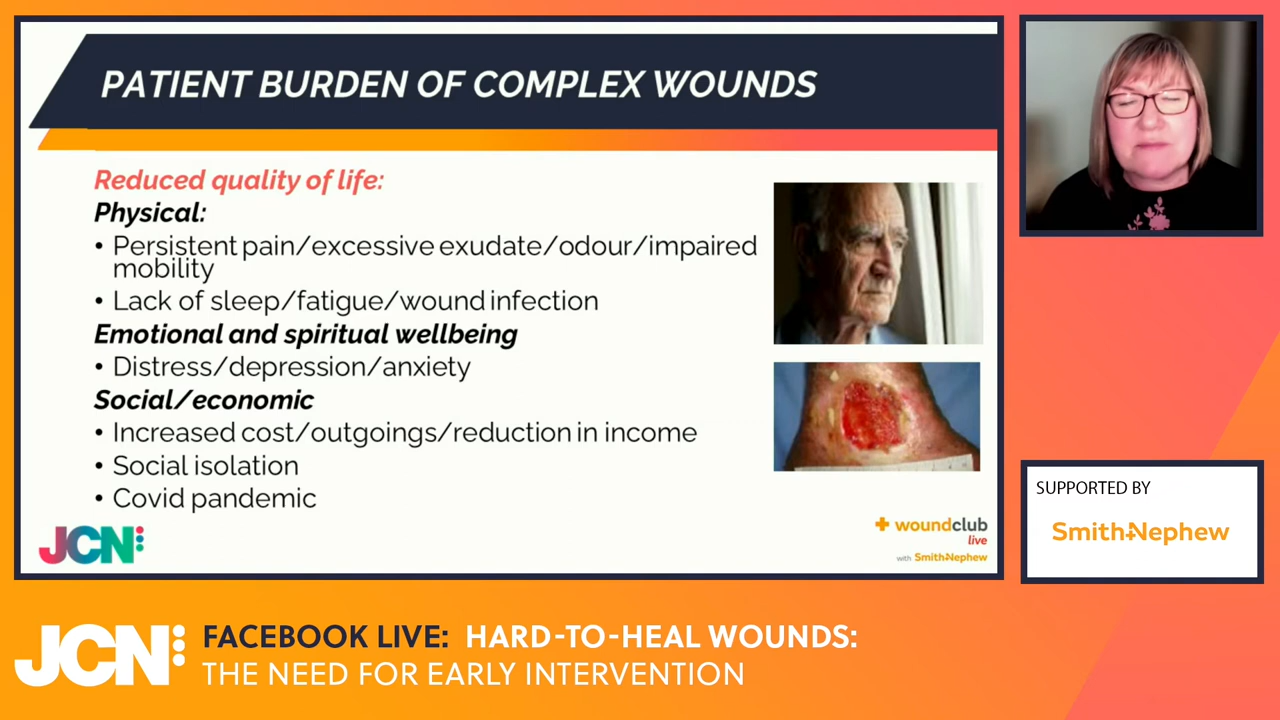 PATIENT BURDEN OF COMPLEX WOUNDS
Reduced quality of life:
Physical:
• Persistent pain/excessive exudate/odour/impaired
mobility
• Lack of sleep/fatigue/wound infection
Emotional and spiritual wellbeing
• Distress/depression/anxiety
Social/economic
• Increased cost/outgoings/reduction in income
• Social isolation
• Covid pandemic
JCN
woundclub
live
with Smith+Nephew
SUPPORTED BY
Smith+Nephew
JCN
FACEBOOK LIVE: HARD-TO-HEAL WOUNDS:
THE NEED FOR EARLY INTERVENTION